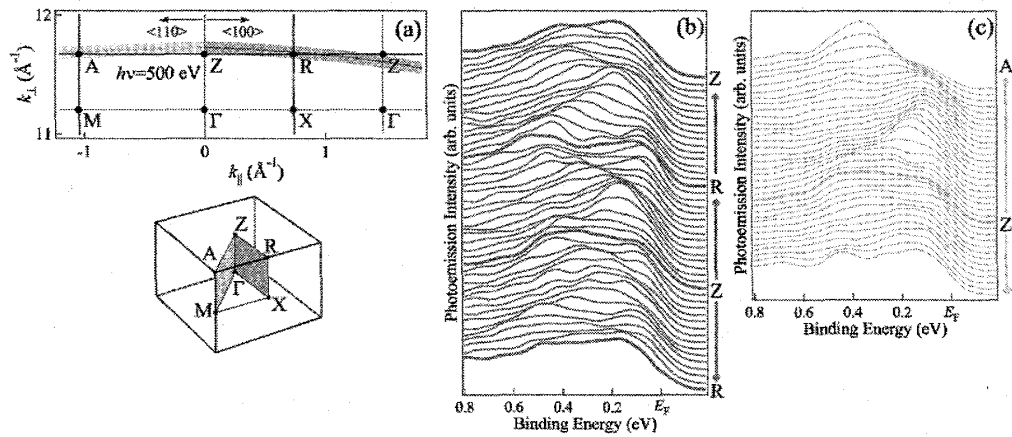 12
(a)
<110>
<100>
A
Z
R
Z
hν=500 eV
M
Γ
X
Γ
11
k⊥ (Å⁻¹)
-1
0
1
k∥ (Å⁻¹)
Z
A
R
Γ
M
X
(b)
Photoemission Intensity (arb. units)
Z
R
Z
R
0.8
0.6
0.4
0.2
E_F
Binding Energy (eV)
(c)
Photoemission Intensity (arb. units)
A
Z
0.8
0.6
0.4
0.2
E_F
Binding Energy (eV)